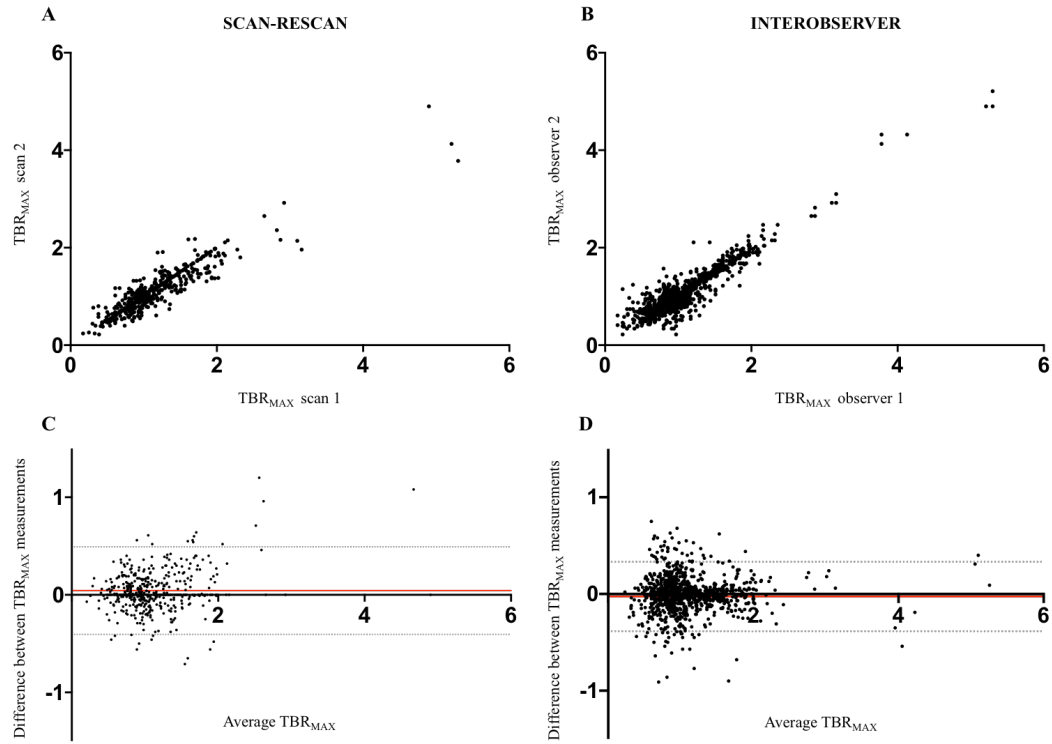 A
SCAN-RESCAN
6
4
2
0
0
2
4
6
TBRMAX scan 2
TBRMAX scan 1
B
INTEROBSERVER
6
4
2
0
0
2
4
6
TBRMAX observer 2
TBRMAX observer 1
C
1
0
-1
2
4
6
Difference between TBRMAX measurements
Average TBRMAX
D
1
0
-1
2
4
6
Difference between TBRMAX measurements
Average TBRMAX